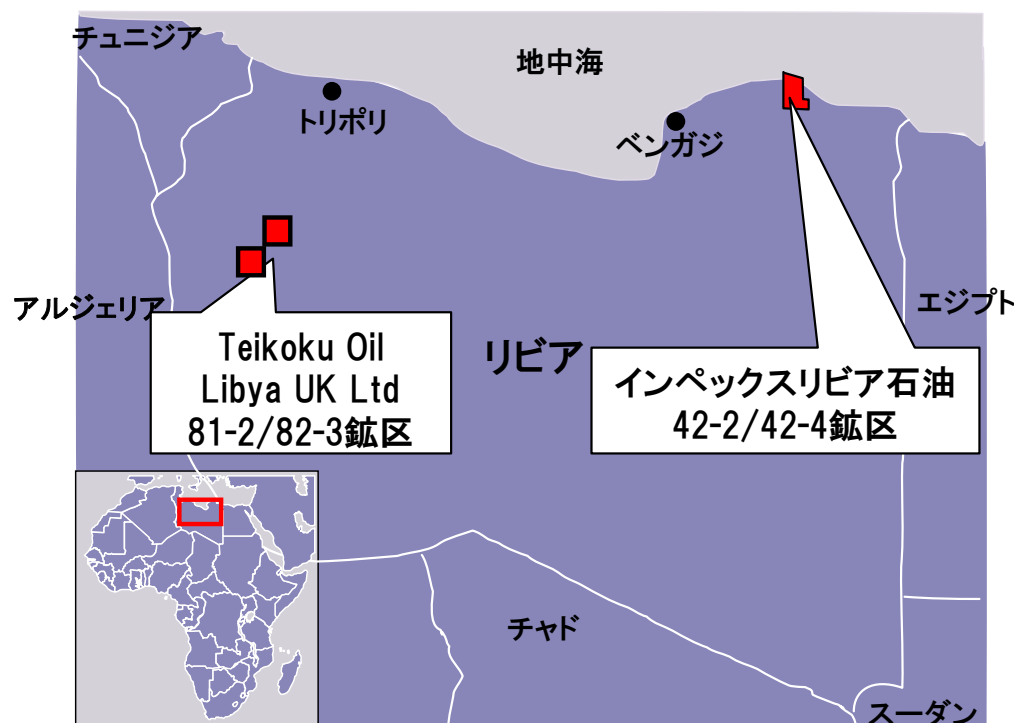 チュニジア
地中海
トリポリ
ベンガジ
アルジェリア
エジプト
リビア
Teikoku Oil
Libya UK Ltd
81-2/82-3鉱区
インペックスリビア石油
42-2/42-4鉱区
チャド
スーダン